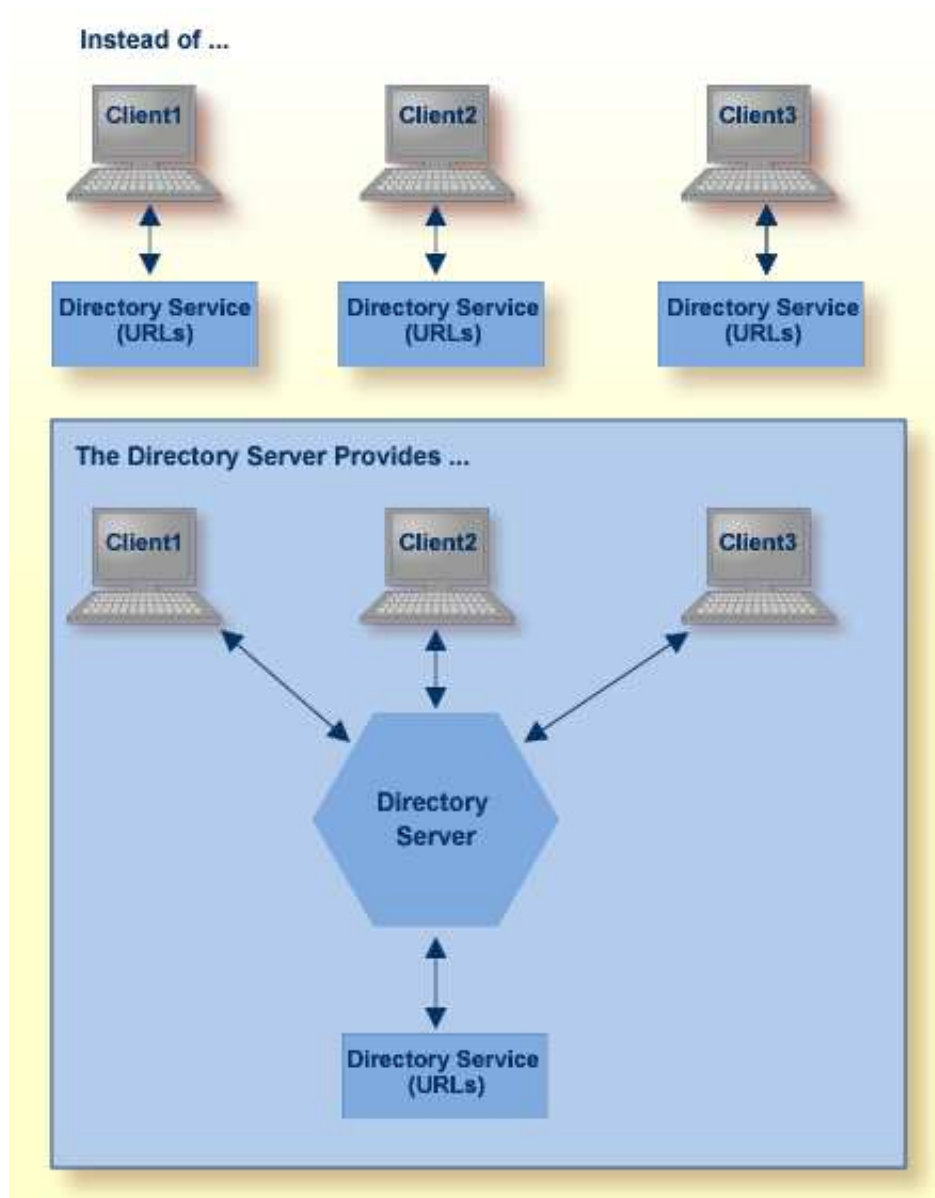 Instead of ...
Client1
Client2
Client3
Directory Service
(URLs)
Directory Service
(URLs)
Directory Service
(URLs)
The Directory Server Provides ...
Client1
Client2
Client3
Directory
Server
Directory Service
(URLs)